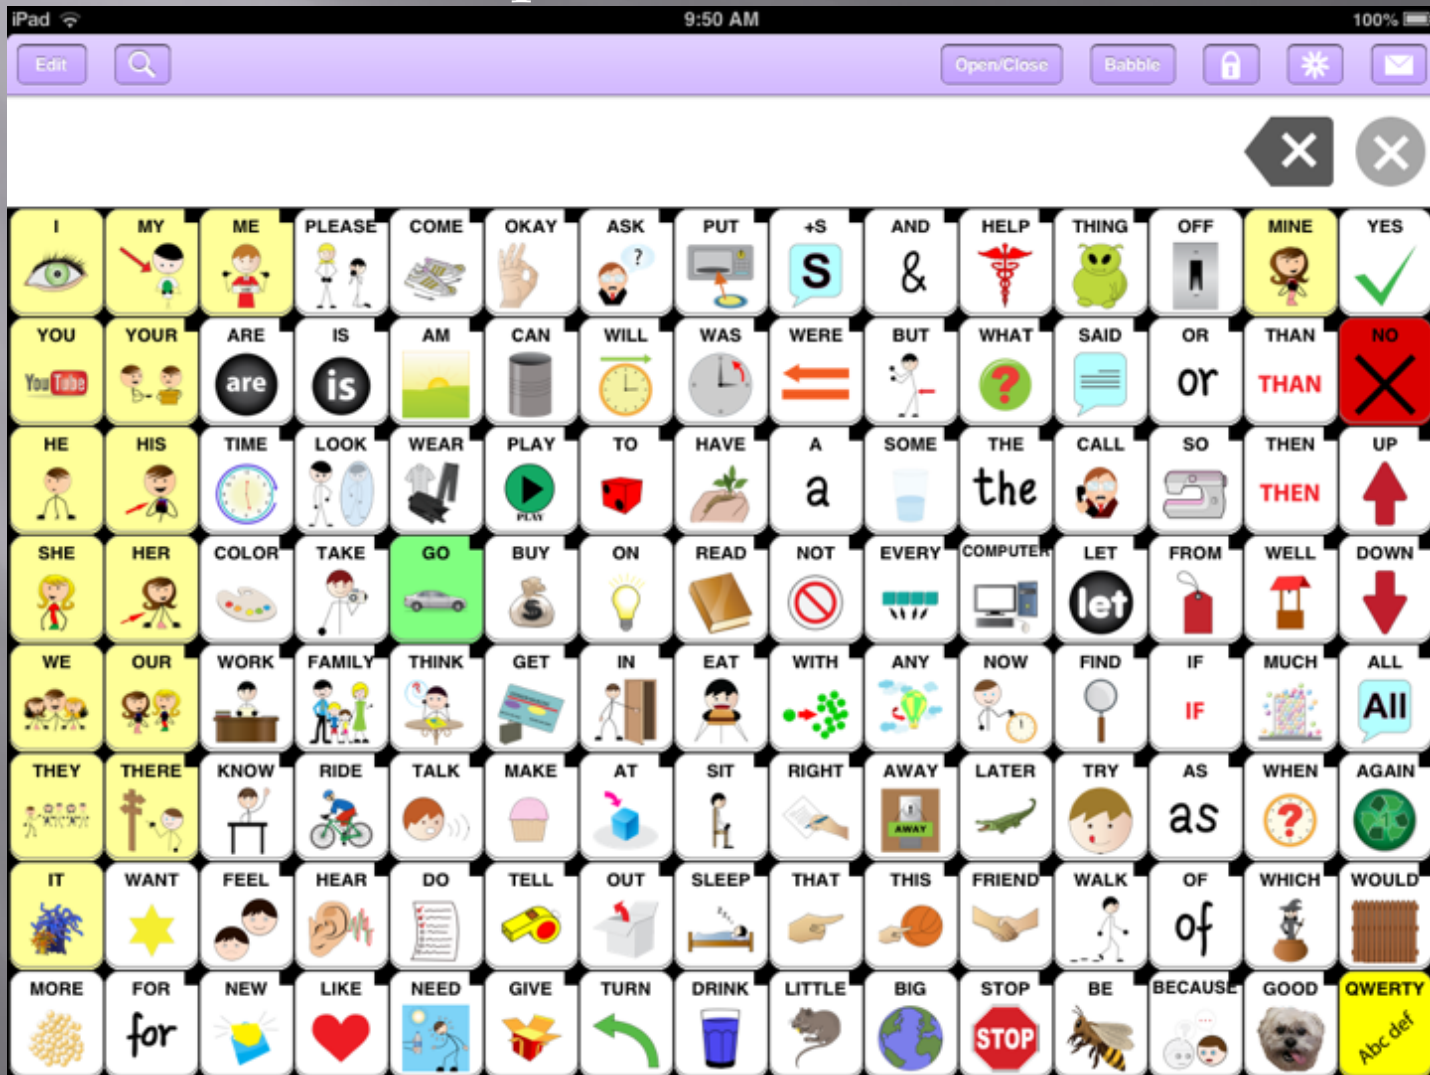 iPad 9:50 AM 100%
Edit Open/Close Babble
I MY ME PLEASE COME OKAY ASK PUT +S AND HELP THING OFF MINE YES
? S &
YOU YOUR ARE IS AM CAN WILL WAS WERE BUT WHAT SAID OR THAN NO
YouTube are is ? or THAN
HE HIS TIME LOOK WEAR PLAY TO HAVE A SOME THE CALL SO THEN UP
PLAY a the THEN
SHE HER COLOR TAKE GO BUY ON READ NOT EVERY COMPUTER LET FROM WELL DOWN
$ let
WE OUR WORK FAMILY THINK GET IN EAT WITH ANY NOW FIND IF MUCH ALL
? IF All
THEY THERE KNOW RIDE TALK MAKE AT SIT RIGHT AWAY LATER TRY AS WHEN AGAIN
AWAY as ? 1
IT WANT FEEL HEAR DO TELL OUT SLEEP THAT THIS FRIEND WALK OF WHICH WOULD
of
MORE FOR NEW LIKE NEED GIVE TURN DRINK LITTLE BIG STOP BE BECAUSE GOOD QWERTY
for STOP ... Abc def